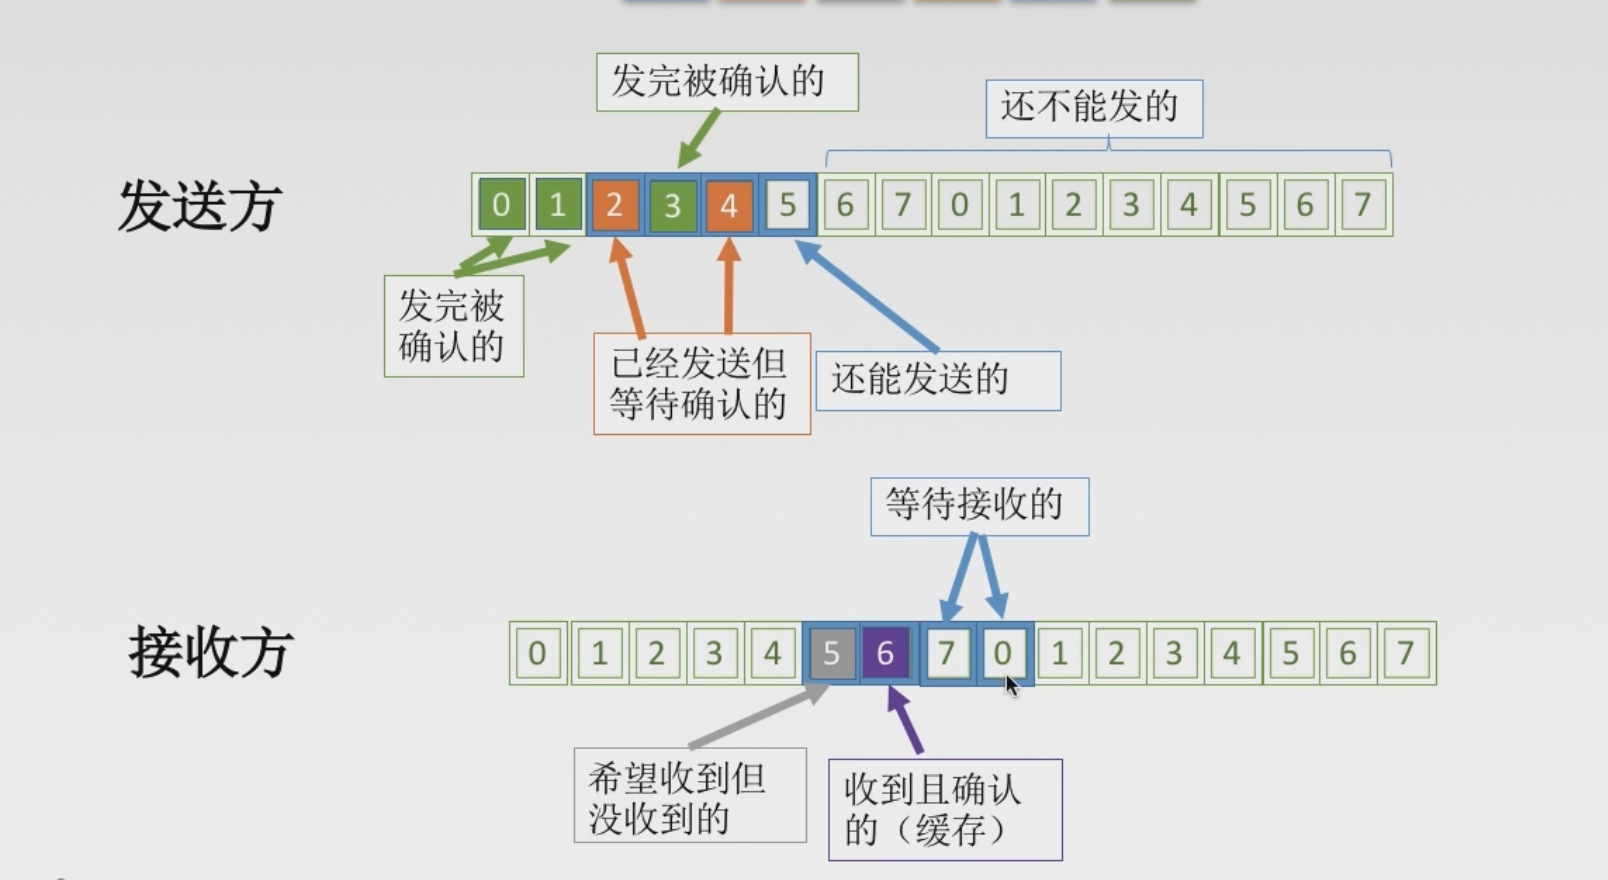 发完被确认的
还不能发的
发送方
0 1 2 3 4 5 6 7 0 1 2 3 4 5 6 7
发完被
确认的
已经发送但
等待确认的
还能发送的
等待接收的
接收方
0 1 2 3 4 5 6 7 0 1 2 3 4 5 6 7
希望收到但
没收到的
收到且确认
的（缓存）